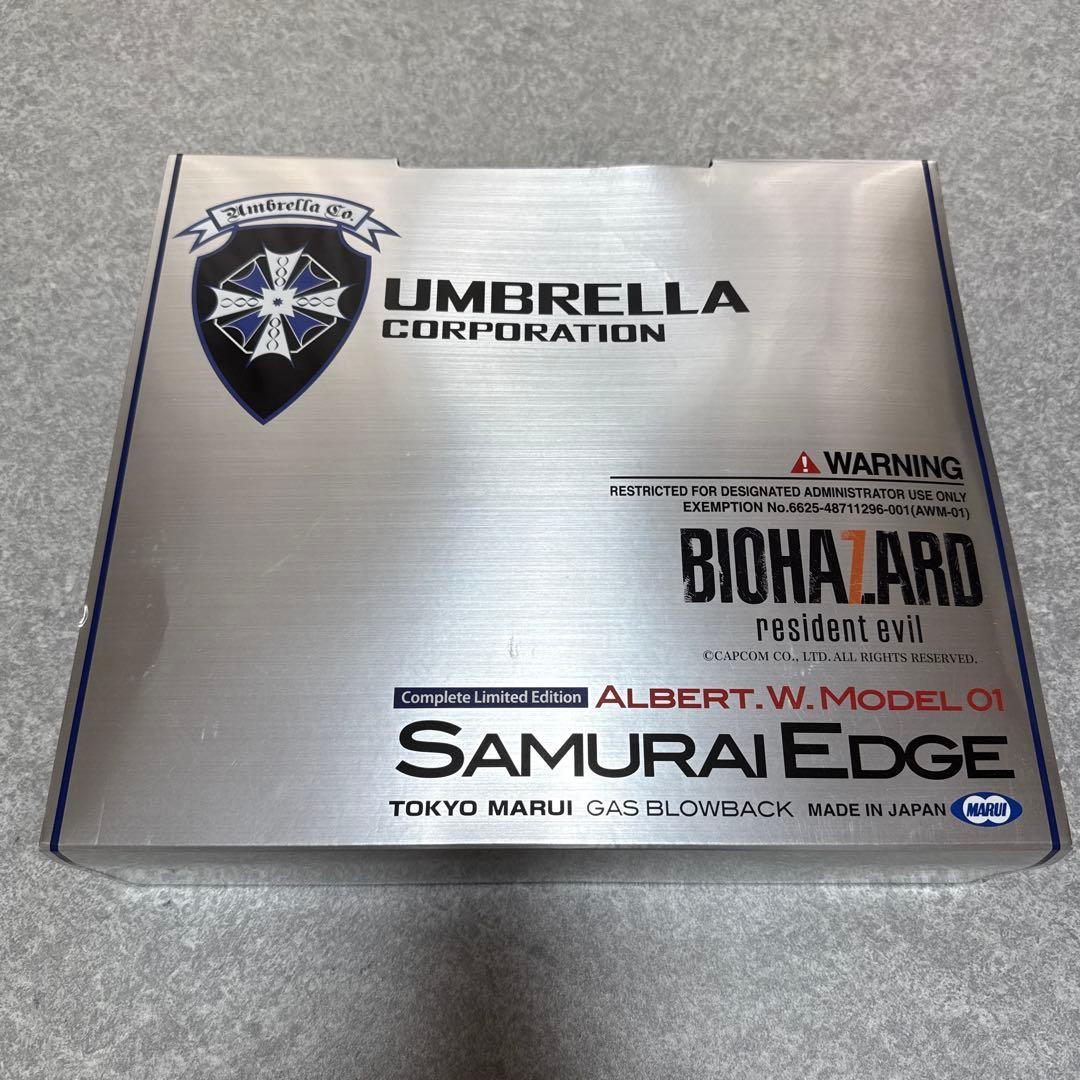 Umbrella Co.
UMBRELLA
CORPORATION
WARNING
RESTRICTED FOR DESIGNATED ADMINISTRATOR USE ONLY
EXEMPTION No.6625-48711296-001(AWM-01)
BIOHA7ARD
resident evil
©CAPCOM CO., LTD. ALL RIGHTS RESERVED.
Complete Limited Edition ALBERT.W.MODEL 01
SAMURAI EDGE
TOKYO MARUI GAS BLOWBACK MADE IN JAPAN MARUI